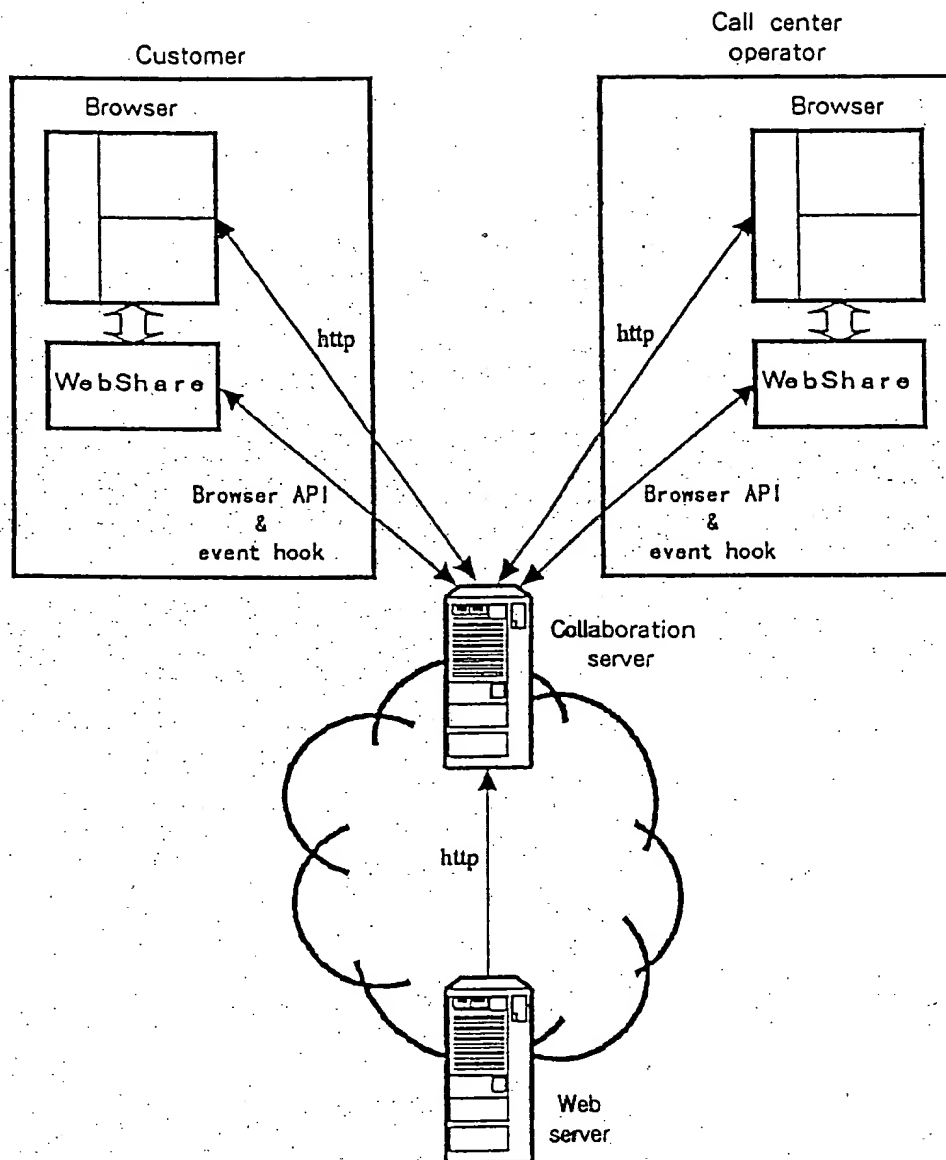 Customer
Call center
operator
Browser
Browser
http
http
WebShare
WebShare
Browser API
&
event hook
Browser API
&
event hook
Collaboration
server
http
Web
server